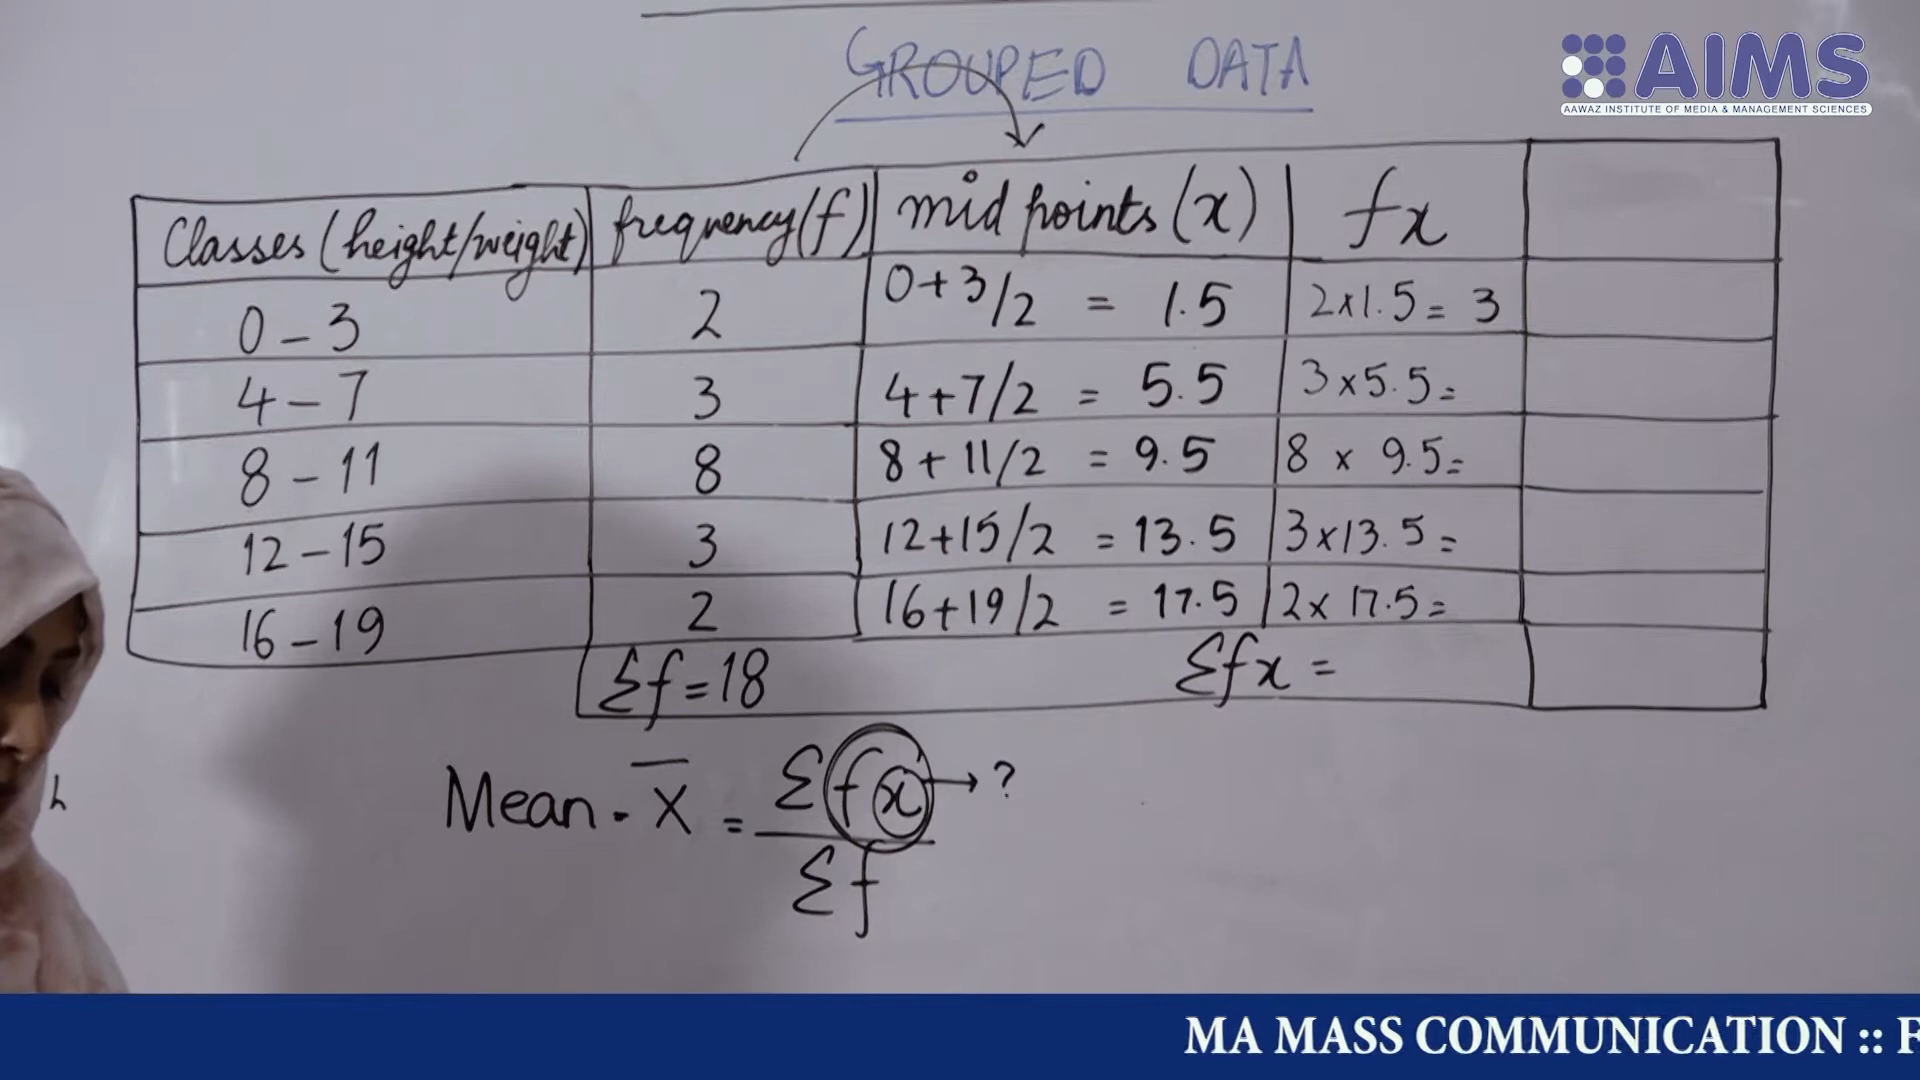 GROUPED DATA
AIMS
AAWAZ INSTITUTE OF MEDIA & MANAGEMENT SCIENCES
Classes (height/weight) frequency (f) mid points (x) fx
0 - 3 2 0+3/2 = 1.5 2x1.5 = 3
4 - 7 3 4+7/2 = 5.5 3x5.5 =
8 - 11 8 8+11/2 = 9.5 8 x 9.5 =
12 - 15 3 12+15/2 = 13.5 3x13.5 =
16 - 19 2 16+19/2 = 17.5 2x 17.5 =
Σf = 18 Σfx =
Mean - X̅ = Σfx → ?
Σf
MA MASS COMMUNICATION :: F